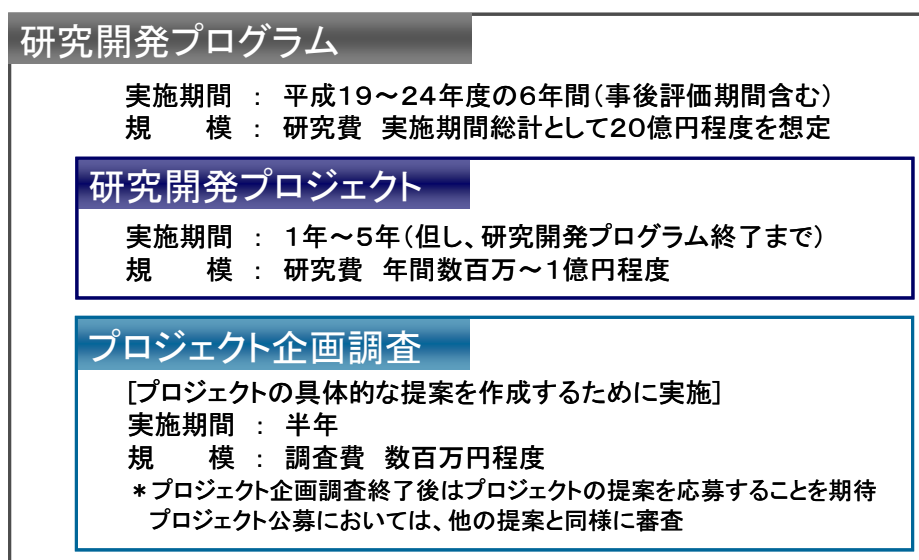 研究開発プログラム
実施期間 ： 平成１９～２４年度の６年間（事後評価期間含む）
規　　模 ： 研究費 実施期間総計として２０億円程度を想定
研究開発プロジェクト
実施期間 ： １年～５年（但し、研究開発プログラム終了まで）
規　　模 ： 研究費 年間数百万～１億円程度
プロジェクト企画調査
［プロジェクトの具体的な提案を作成するために実施］
実施期間 ： 半年
規　　模 ： 調査費 数百万円程度
＊プロジェクト企画調査終了後はプロジェクトの提案を応募することを期待
プロジェクト公募においては、他の提案と同様に審査